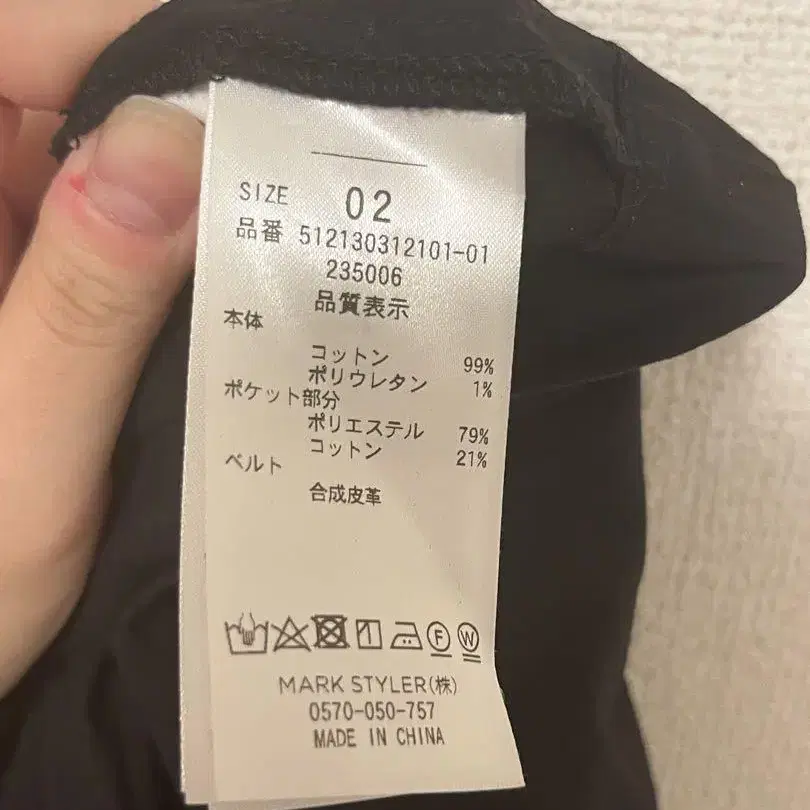 SIZE 02
品番 512130312101-01
235006
品質表示
本体
コットン 99%
ポリウレタン 1%
ポケット部分
ポリエステル 79%
コットン 21%
ベルト
合成皮革
F W
MARK STYLER(株)
0570-050-757
MADE IN CHINA